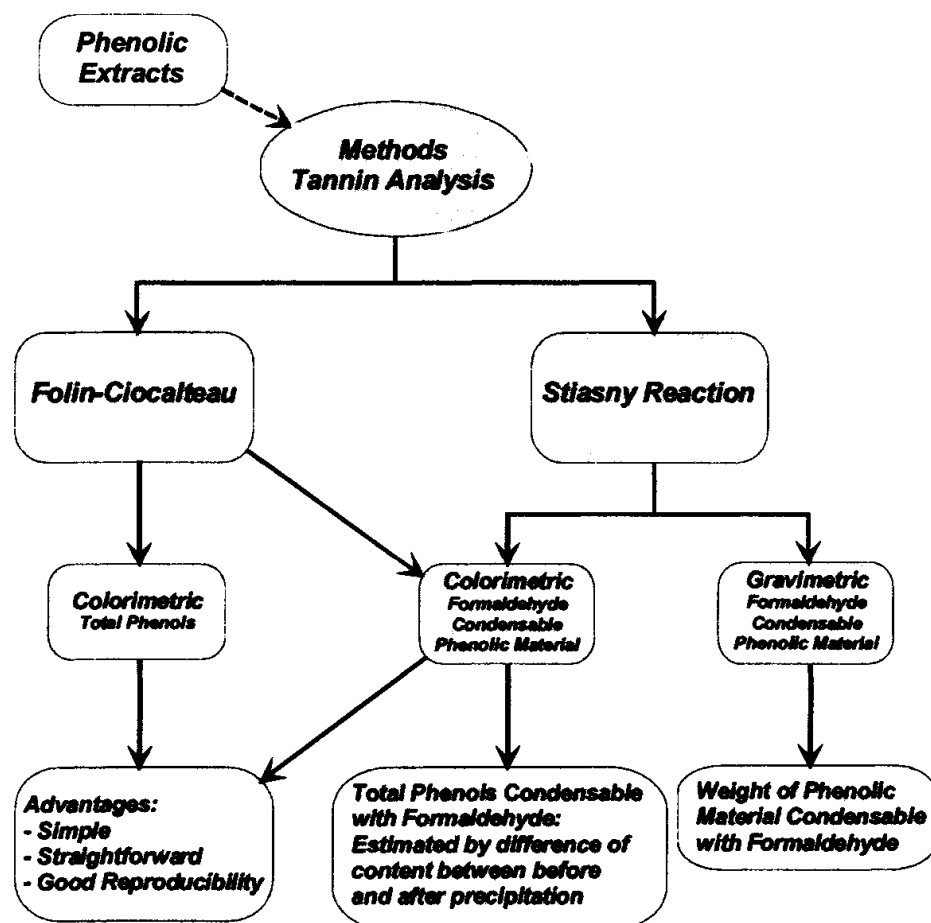 Phenolic
Extracts
Methods
Tannin Analysis
Folin-Ciocalteau
Stiasny Reaction
Colorimetric
Total Phenols
Colorimetric
Formaldehyde
Condensable
Phenolic Material
Gravimetric
Formaldehyde
Condensable
Phenolic Material
Advantages:
- Simple
- Straightforward
- Good Reproducibility
Total Phenols Condensable
with Formaldehyde:
Estimated by difference of
content between before
and after precipitation
Weight of Phenolic
Material Condensable
with Formaldehyde